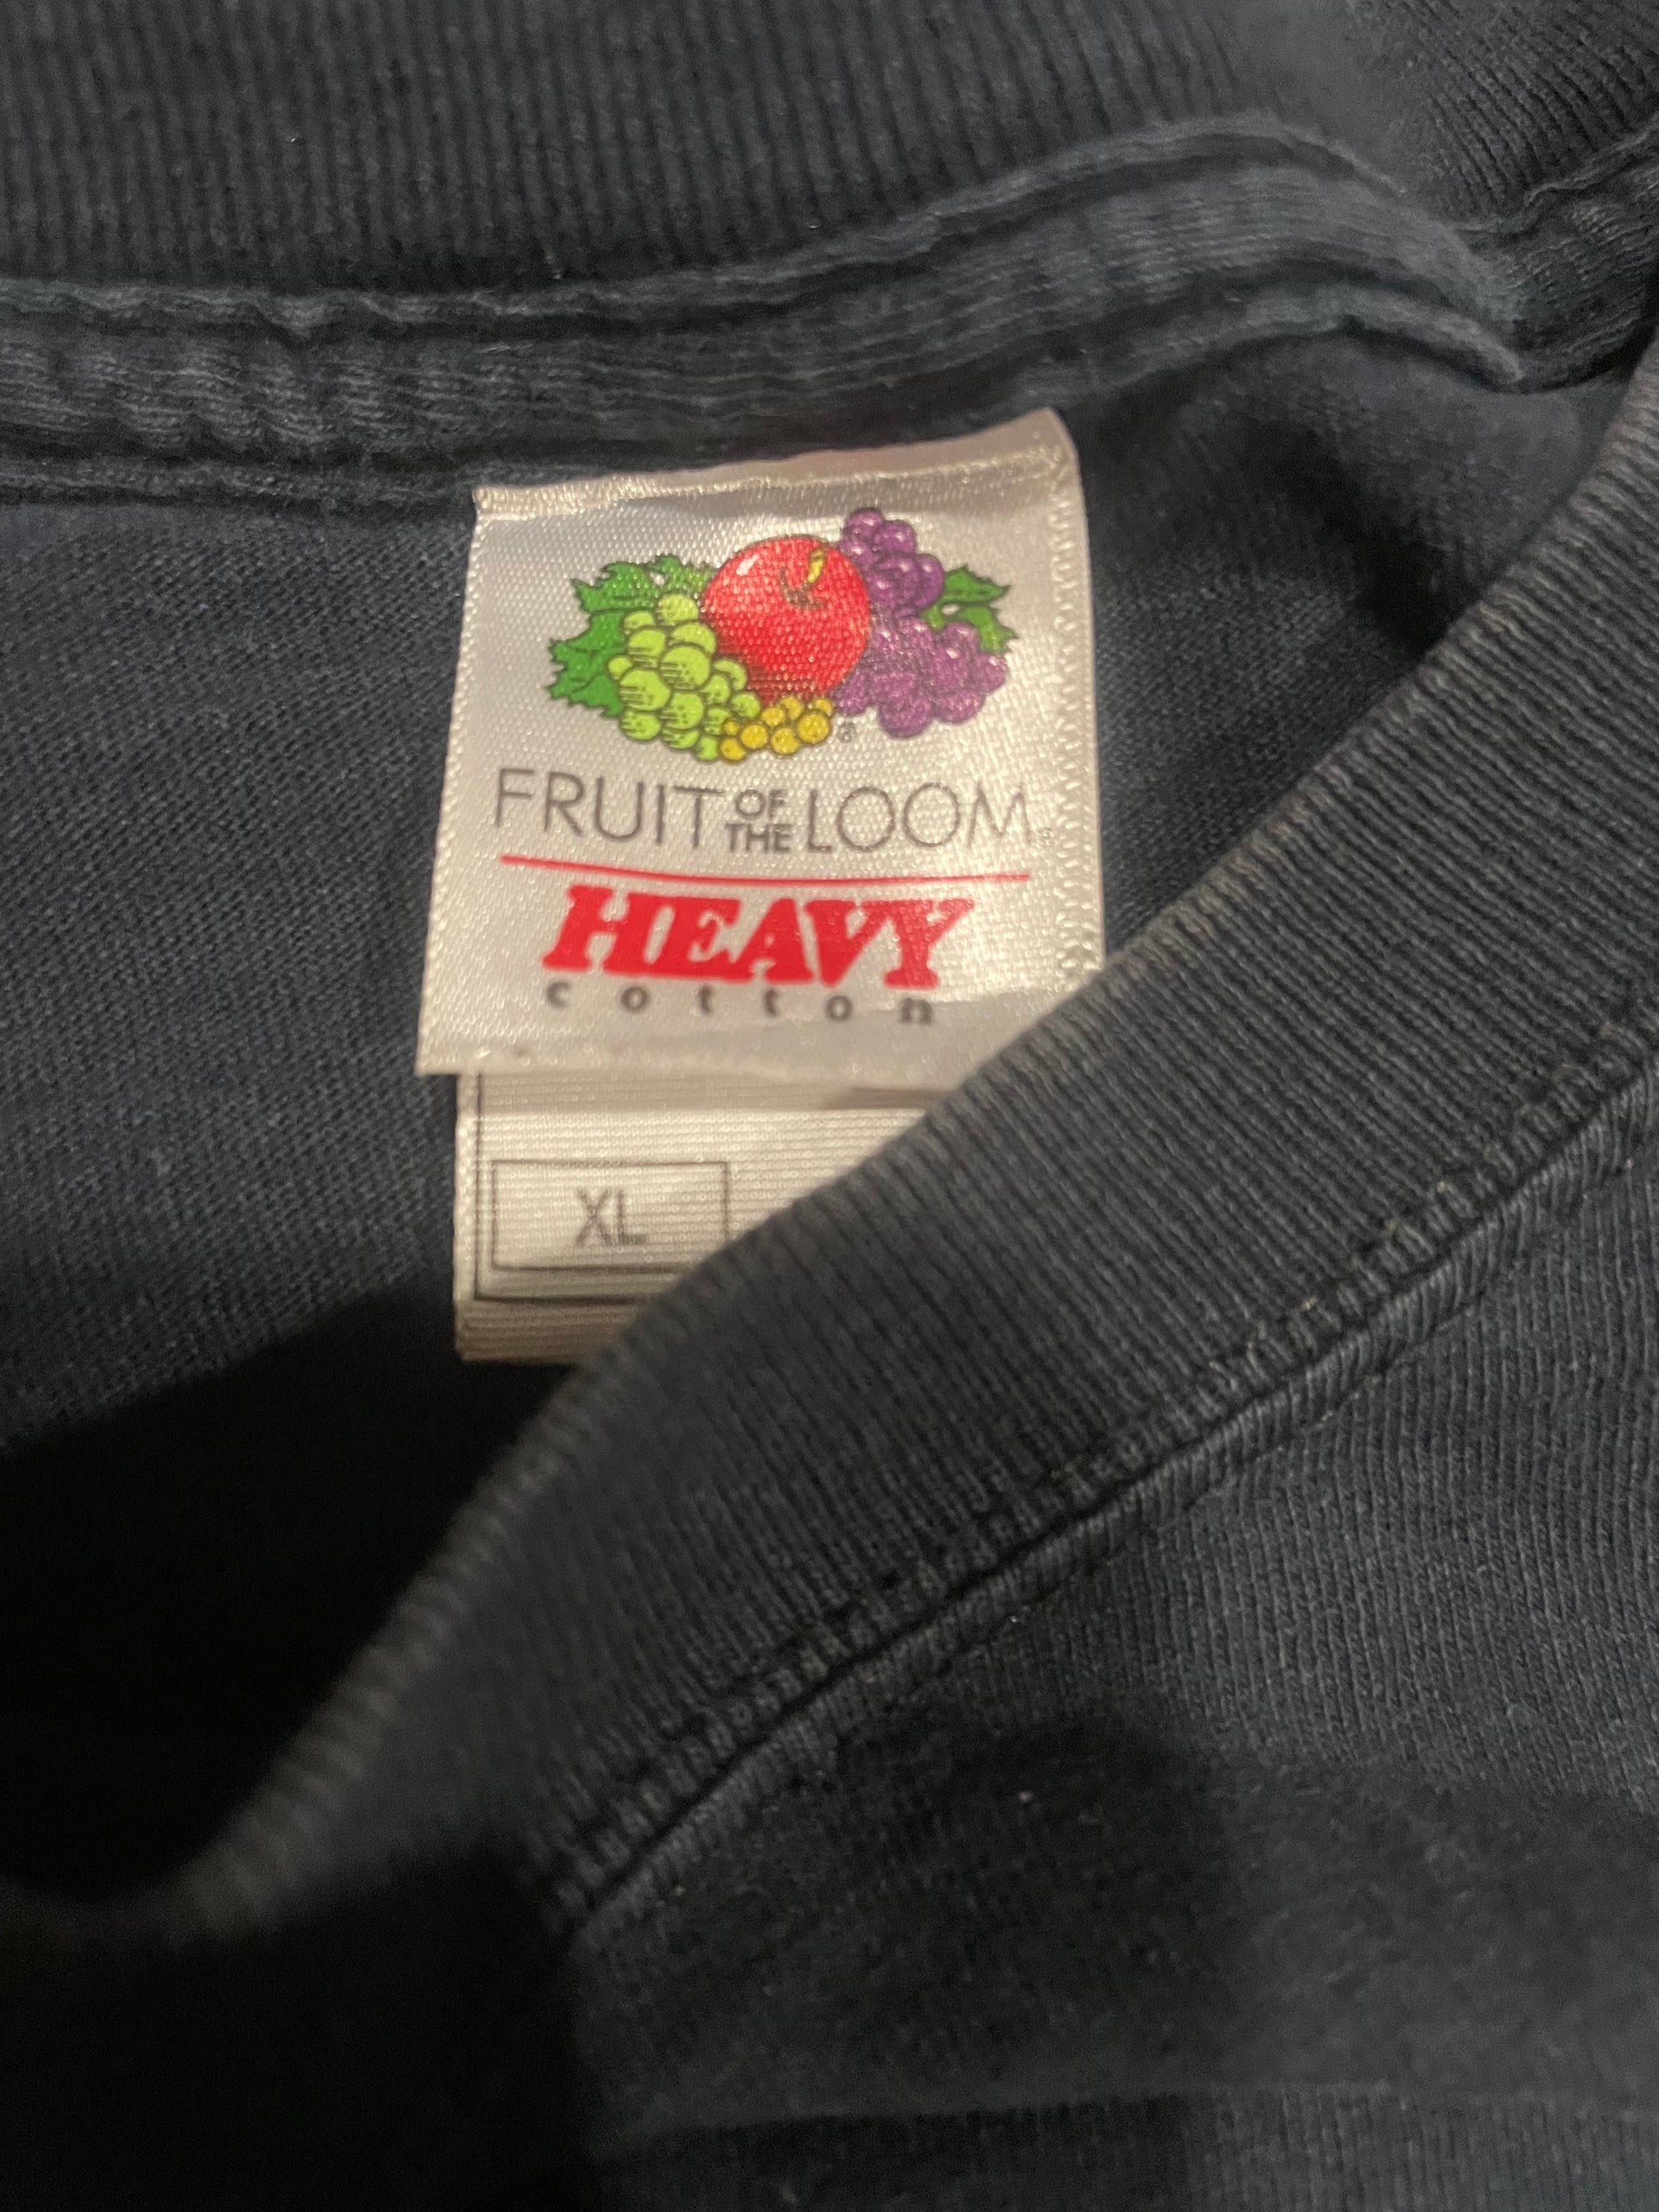 FRUIT OF THE LOOM®
HEAVY
cotton
XL